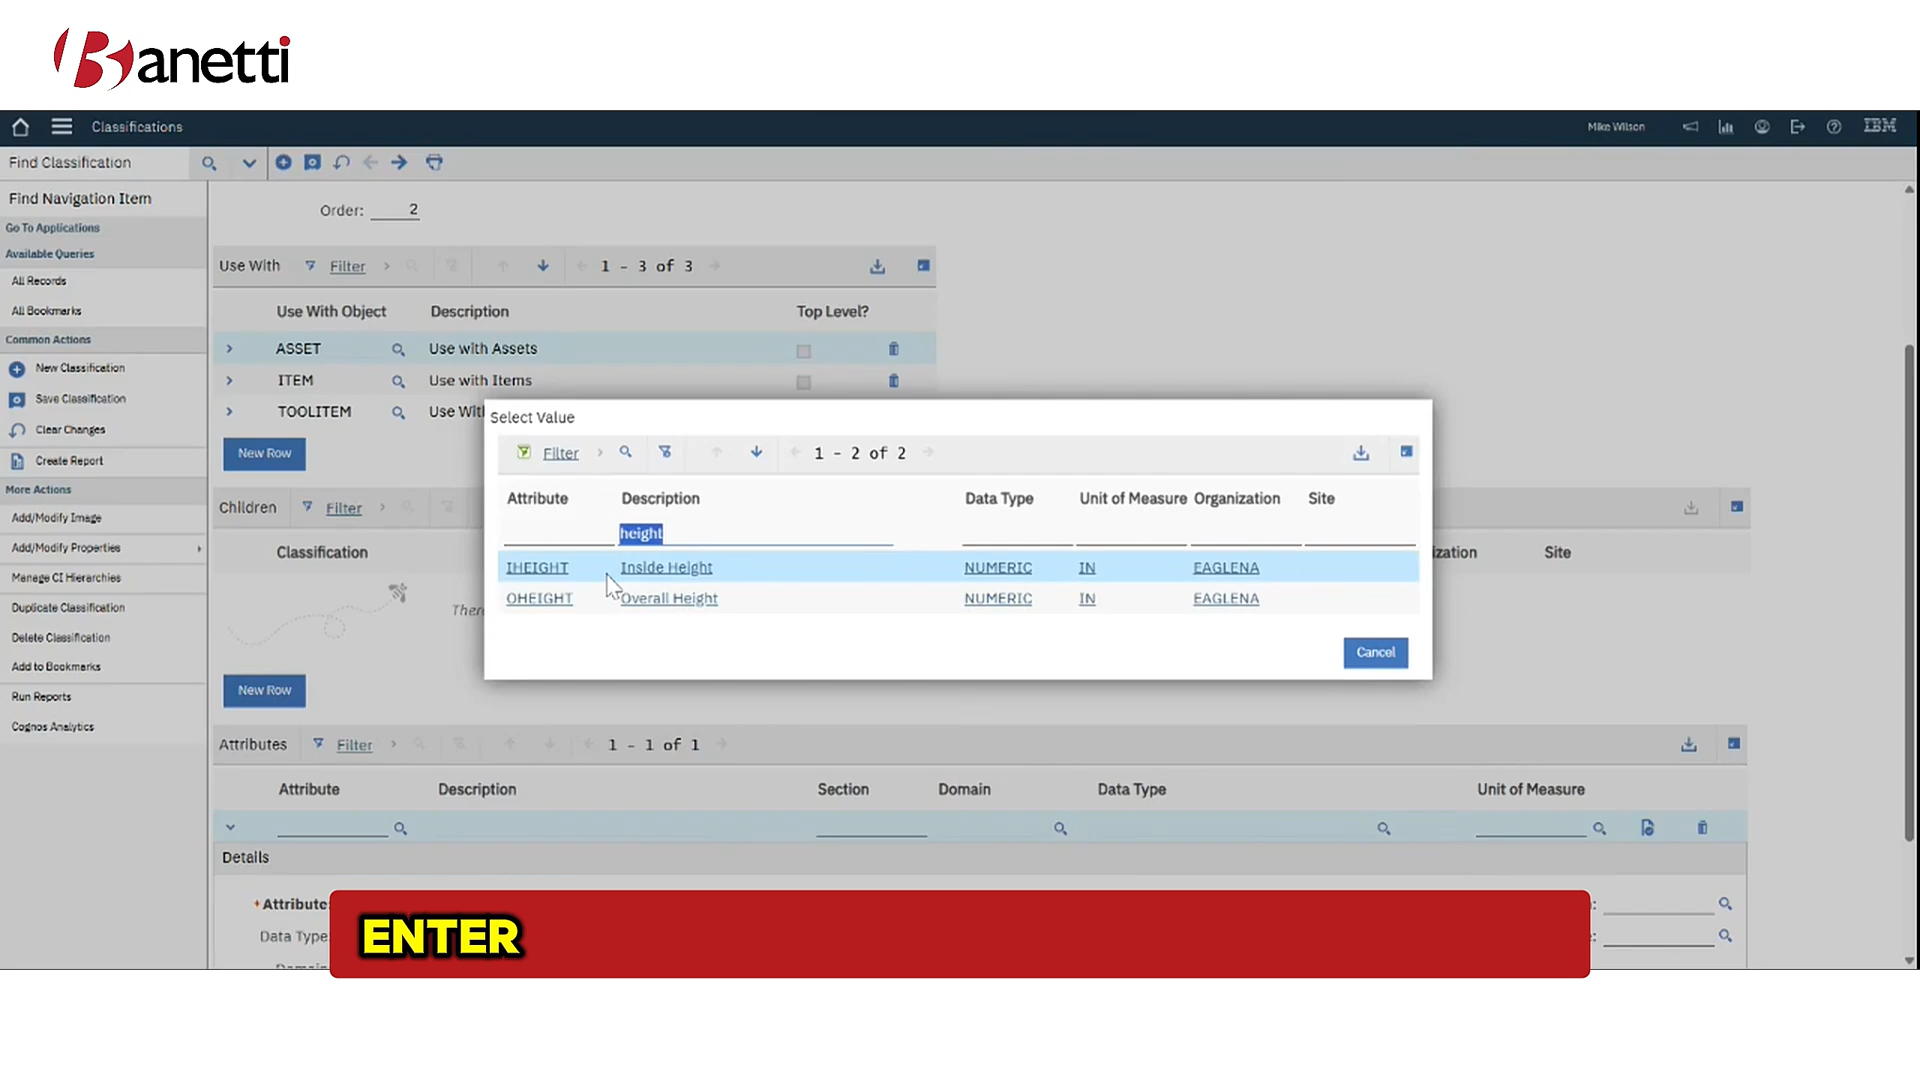 Banetti
Classifications
Mike Wilson
IBM
Find Classification
Find Navigation Item
Go To Applications
Available Queries
All Records
All Bookmarks
Common Actions
New Classification
Save Classification
Clear Changes
Create Report
More Actions
Add/Modify Image
Add/Modify Properties
Manage CI Hierarchies
Duplicate Classification
Delete Classification
Add to Bookmarks
Run Reports
Cognos Analytics
Order: 2
Use With Filter 1 - 3 of 3
Use With Object Description Top Level?
ASSET Use with Assets
ITEM Use with Items
TOOLITEM Use Wit
New Row
Children Filter
Classification
Site
There
New Row
Select Value
Filter 1 - 2 of 2
Attribute Description Data Type Unit of Measure Organization Site
height
IHEIGHT Inside Height NUMERIC IN EAGLENA
OHEIGHT Overall Height NUMERIC IN EAGLENA
Cancel
Attributes Filter 1 - 1 of 1
Attribute Description Section Domain Data Type Unit of Measure
Details
*Attribute:
Data Type:
ENTER